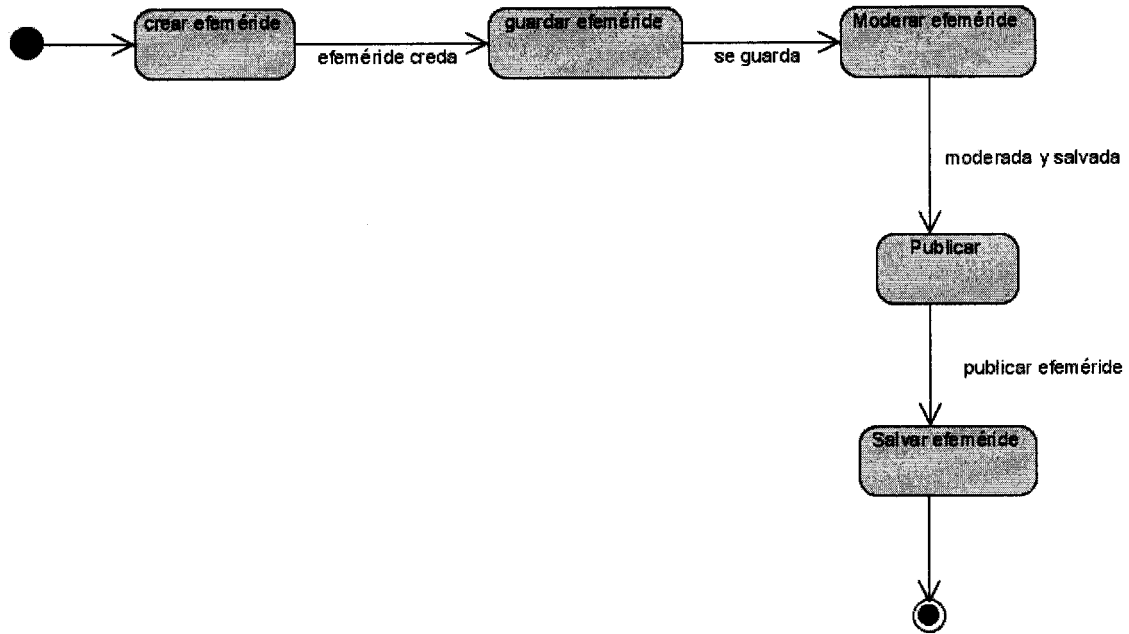 crear efeméride
efeméride creda
guardar efeméride
se guarda
Moderar efeméride
moderada y salvada
Publicar
publicar efeméride
Salvar efeméride